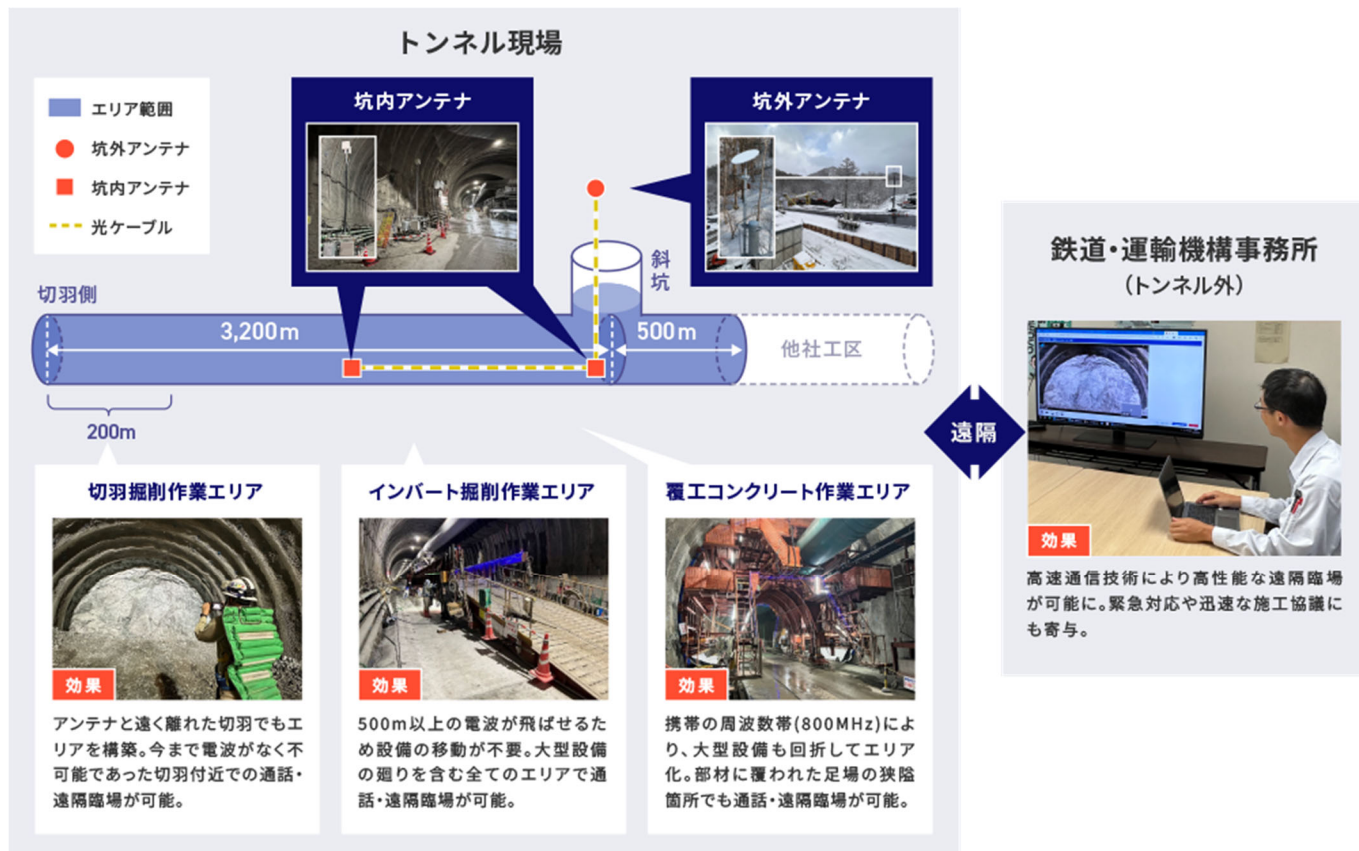 トンネル現場
エリア範囲
坑外アンテナ
坑内アンテナ
光ケーブル
坑内アンテナ
坑外アンテナ
切羽側
3,200m
斜
坑
500m
他社工区
200m
切羽掘削作業エリア
効果
アンテナと遠く離れた切羽でもエ
リアを構築。今まで電波がなく不
可能であった切羽付近での通話・
遠隔臨場が可能。
インバート掘削作業エリア
効果
500m以上の電波が飛ばせるた
め設備の移動が不要。大型設備
の廻りを含む全てのエリアで通
話・遠隔臨場が可能。
覆工コンクリート作業エリア
効果
携帯の周波数帯(800MHz)によ
り、大型設備も回折してエリア
化。部材に覆われた足場の狭隘
箇所でも通話・遠隔臨場が可能。
遠隔
鉄道・運輸機構事務所
（トンネル外）
効果
高速通信技術により高性能な遠隔臨場
が可能に。緊急対応や迅速な施工協議に
も寄与。